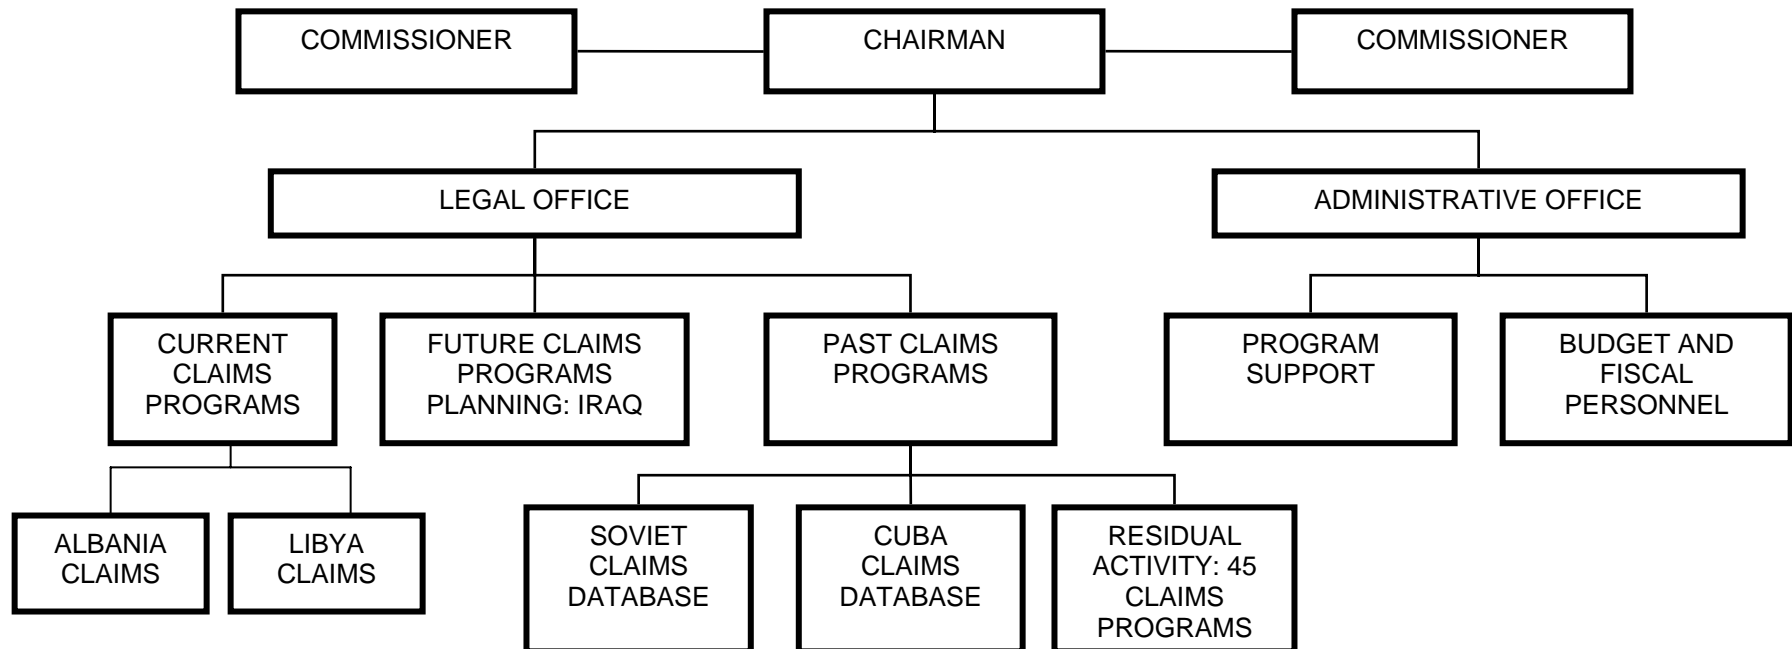 COMMISSIONER
CHAIRMAN
COMMISSIONER
LEGAL OFFICE
ADMINISTRATIVE OFFICE
CURRENT
CLAIMS
PROGRAMS
FUTURE CLAIMS
PROGRAMS
PLANNING: IRAQ
PAST CLAIMS
PROGRAMS
PROGRAM
SUPPORT
BUDGET AND
FISCAL
PERSONNEL
ALBANIA
CLAIMS
LIBYA
CLAIMS
SOVIET
CLAIMS
DATABASE
CUBA
CLAIMS
DATABASE
RESIDUAL
ACTIVITY: 45
CLAIMS
PROGRAMS